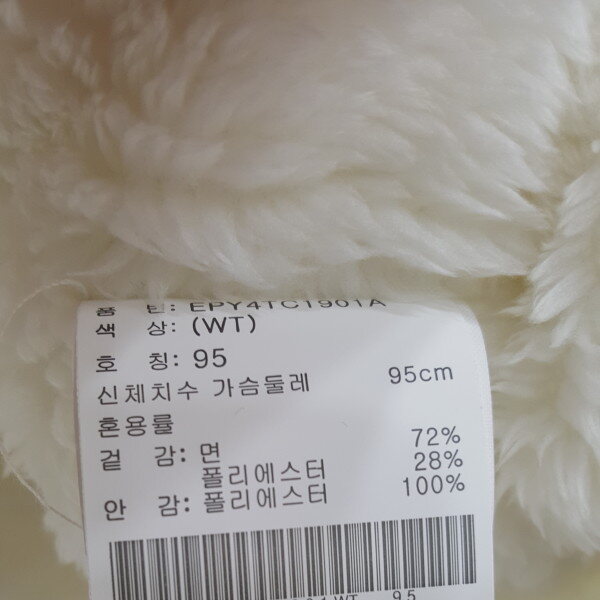 품 번: EPY4TC1901A
색 상: (WT)
호 칭: 95
신체치수 가슴둘레 95cm
혼용률
겉 감: 면 72%
폴리에스터 28%
안 감: 폴리에스터 100%
WT 95